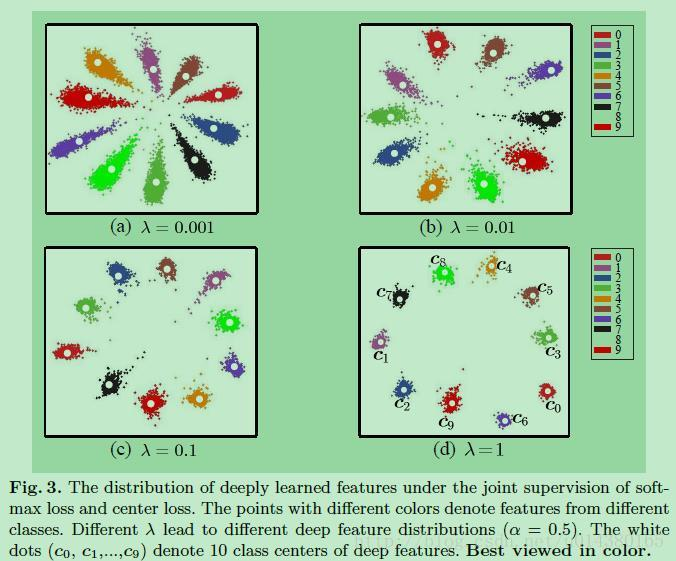 0
1
2
3
4
5
6
7
8
9
(a) λ = 0.001
(b) λ = 0.01
c8
c4
c7
c5
c1
c3
c2
c9
c6
c0
0
1
2
3
4
5
6
7
8
9
(c) λ = 0.1
(d) λ=1
Fig. 3. The distribution of deeply learned features under the joint supervision of soft-
max loss and center loss. The points with different colors denote features from different
classes. Different λ lead to different deep feature distributions (α = 0.5). The white
dots (c0, c1,...,c9) denote 10 class centers of deep features. Best viewed in color.